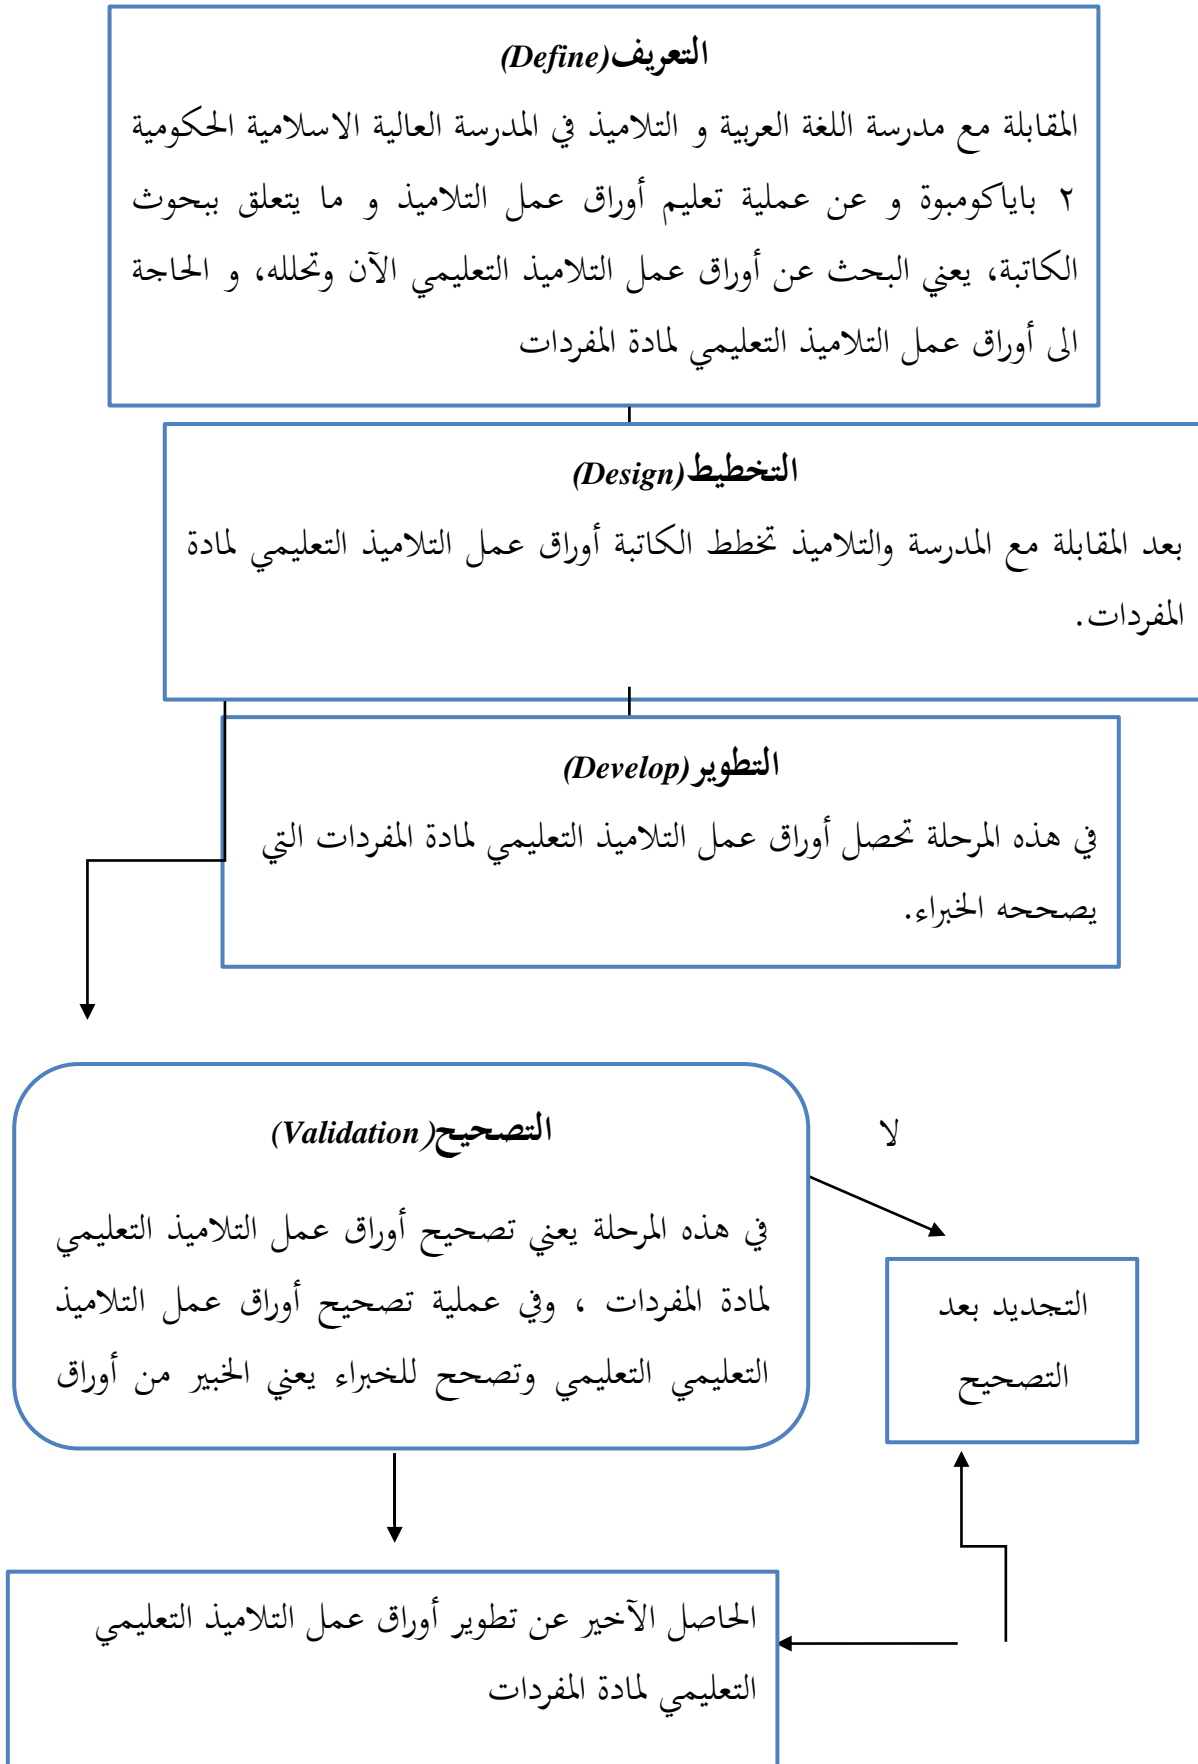 التعريف(Define)
المقابلة مع مدرسة اللغة العربية و التلاميذ في المدرسة العالية الاسلامية الحكومية
٢ باياكومبوة و عن عملية تعليم أوراق عمل التلاميذ و ما يتعلق ببحوث
الكاتبة، يعني البحث عن أوراق عمل التلاميذ التعليمي الآن وتحلله، و الحاجة
الى أوراق عمل التلاميذ التعليمي لمادة المفردات
التخطيط(Design)
بعد المقابلة مع المدرسة والتلاميذ تخطط الكاتبة أوراق عمل التلاميذ التعليمي لمادة
المفردات.
التطوير(Develop)
في هذه المرحلة تحصل أوراق عمل التلاميذ التعليمي لمادة المفردات التي
يصححه الخبراء.
التصحيح(Validation)
لا
في هذه المرحلة يعني تصحيح أوراق عمل التلاميذ التعليمي
لمادة المفردات ، وفي عملية تصحيح أوراق عمل التلاميذ
التعليمي التعليمي وتصحح للخبراء يعني الخبير من أوراق
التجديد بعد
التصحيح
الحاصل الآخير عن تطوير أوراق عمل التلاميذ التعليمي
التعليمي لمادة المفردات